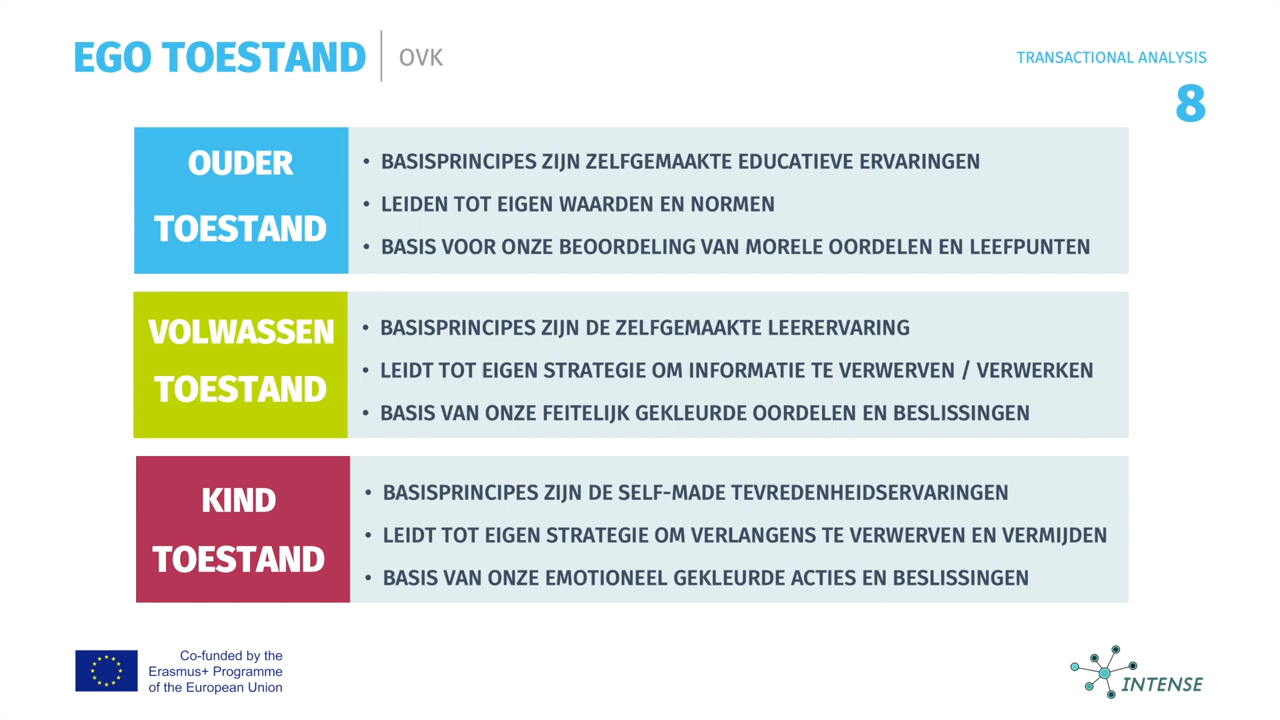 EGO TOESTAND
OVK
TRANSACTIONAL ANALYSIS
8
OUDER
TOESTAND
• BASISPRINCIPES ZIJN ZELFGEMAAKTE EDUCATIEVE ERVARINGEN
• LEIDEN TOT EIGEN WAARDEN EN NORMEN
• BASIS VOOR ONZE BEOORDELING VAN MORELE OORDELEN EN LEEFPUNTEN
VOLWASSEN
TOESTAND
• BASISPRINCIPES ZIJN DE ZELFGEMAAKTE LEERERVARING
• LEIDT TOT EIGEN STRATEGIE OM INFORMATIE TE VERWERVEN / VERWERKEN
• BASIS VAN ONZE FEITELIJK GEKLEURDE OORDELEN EN BESLISSINGEN
KIND
TOESTAND
• BASISPRINCIPES ZIJN DE SELF-MADE TEVREDENHEIDSERVARINGEN
• LEIDT TOT EIGEN STRATEGIE OM VERLANGENS TE VERWERVEN EN VERMIJDEN
• BASIS VAN ONZE EMOTIONEEL GEKLEURDE ACTIES EN BESLISSINGEN
Co-funded by the
Erasmus+ Programme
of the European Union
INTENSE